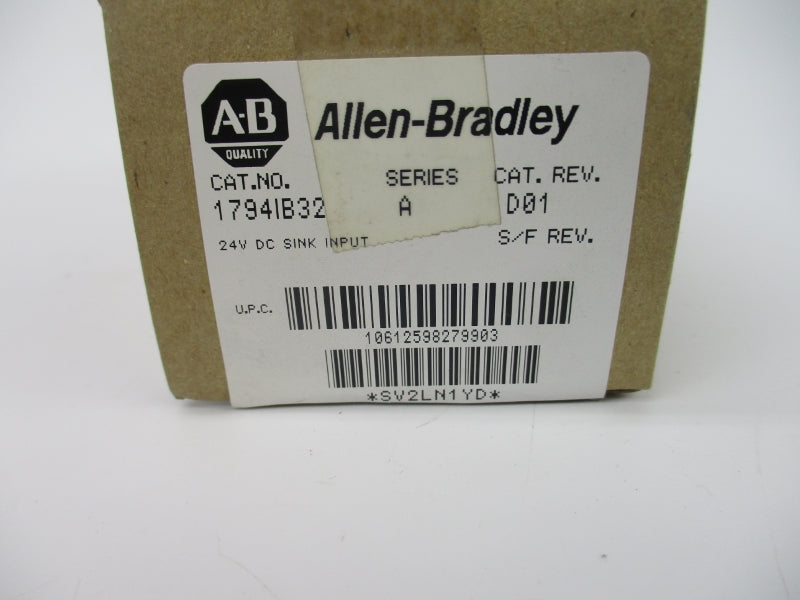 A-B
QUALITY
Allen-Bradley
CAT.NO. SERIES CAT. REV.
1794IB32 A D01
24V DC SINK INPUT S/F REV.
U.P.C.
10612598279903
*SV2LN1YD*